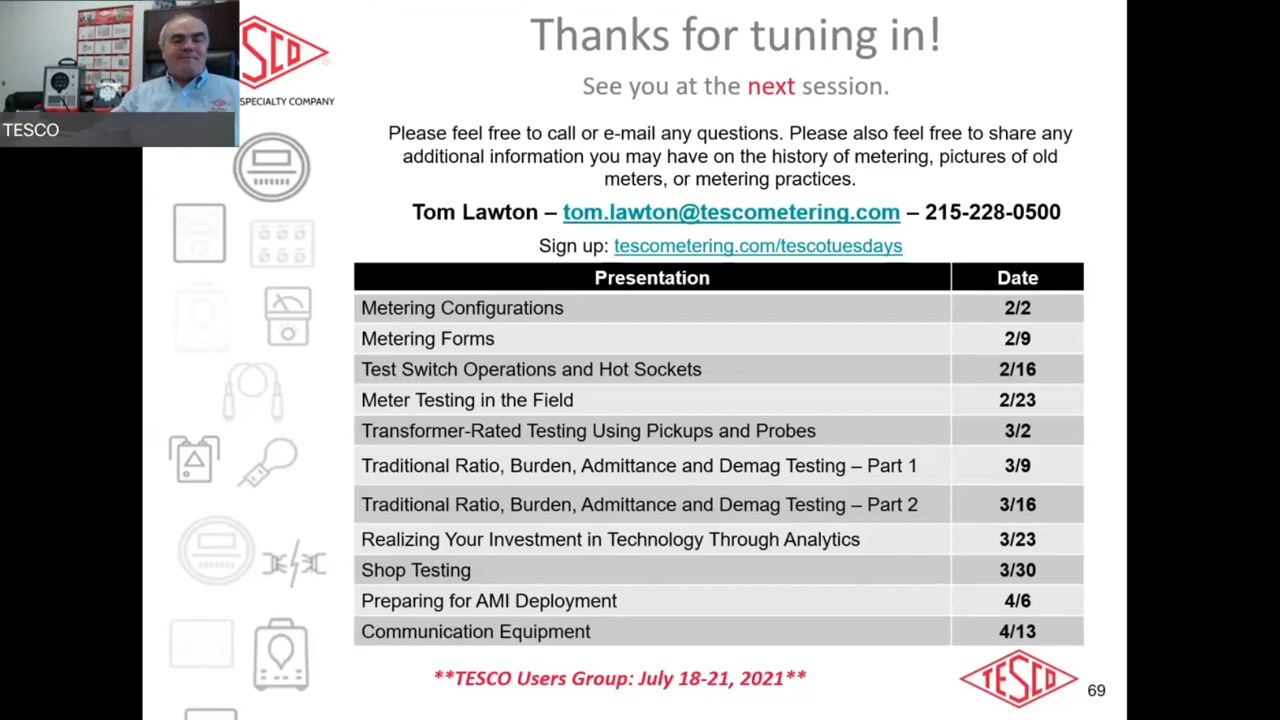 Thanks for tuning in!
See you at the next session.
SCO
®
SPECIALTY COMPANY
TESCO
Please feel free to call or e-mail any questions. Please also feel free to share any
additional information you may have on the history of metering, pictures of old
meters, or metering practices.
Tom Lawton – tom.lawton@tescometering.com – 215-228-0500
Sign up: tescometering.com/tescotuesdays
Presentation Date
Metering Configurations 2/2
Metering Forms 2/9
Test Switch Operations and Hot Sockets 2/16
Meter Testing in the Field 2/23
Transformer-Rated Testing Using Pickups and Probes 3/2
Traditional Ratio, Burden, Admittance and Demag Testing – Part 1 3/9
Traditional Ratio, Burden, Admittance and Demag Testing – Part 2 3/16
Realizing Your Investment in Technology Through Analytics 3/23
Shop Testing 3/30
Preparing for AMI Deployment 4/6
Communication Equipment 4/13
**TESCO Users Group: July 18-21, 2021**
TESCO
69